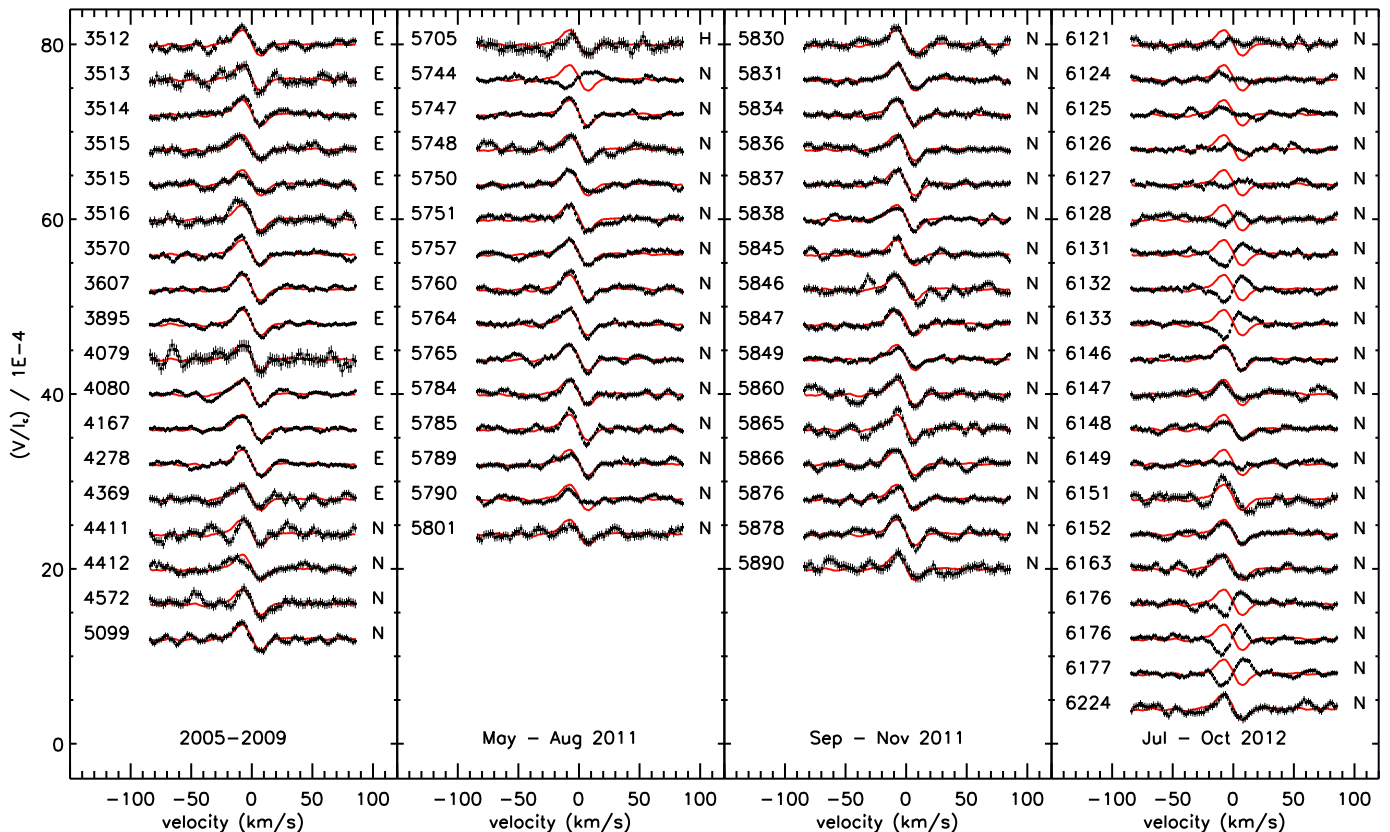 (V/Ic) / 1E-4
80
60
40
20
0
3512 E
3513 E
3514 E
3515 E
3515 E
3516 E
3570 E
3607 E
3895 E
4079 E
4080 E
4167 E
4278 E
4369 E
4411 N
4412 N
4572 N
5099 N
2005-2009
-100 -50 0 50 100
velocity (km/s)
5705 H
5744 N
5747 N
5748 N
5750 N
5751 N
5757 N
5760 N
5764 N
5765 N
5784 N
5785 N
5789 N
5790 N
5801 N
May - Aug 2011
-100 -50 0 50 100
velocity (km/s)
5830 N
5831 N
5834 N
5836 N
5837 N
5838 N
5845 N
5846 N
5847 N
5849 N
5860 N
5865 N
5866 N
5876 N
5878 N
5890 N
Sep - Nov 2011
-100 -50 0 50 100
velocity (km/s)
6121 N
6124 N
6125 N
6126 N
6127 N
6128 N
6131 N
6132 N
6133 N
6146 N
6147 N
6148 N
6149 N
6151 N
6152 N
6163 N
6176 N
6176 N
6177 N
6224 N
Jul - Oct 2012
-100 -50 0 50 100
velocity (km/s)